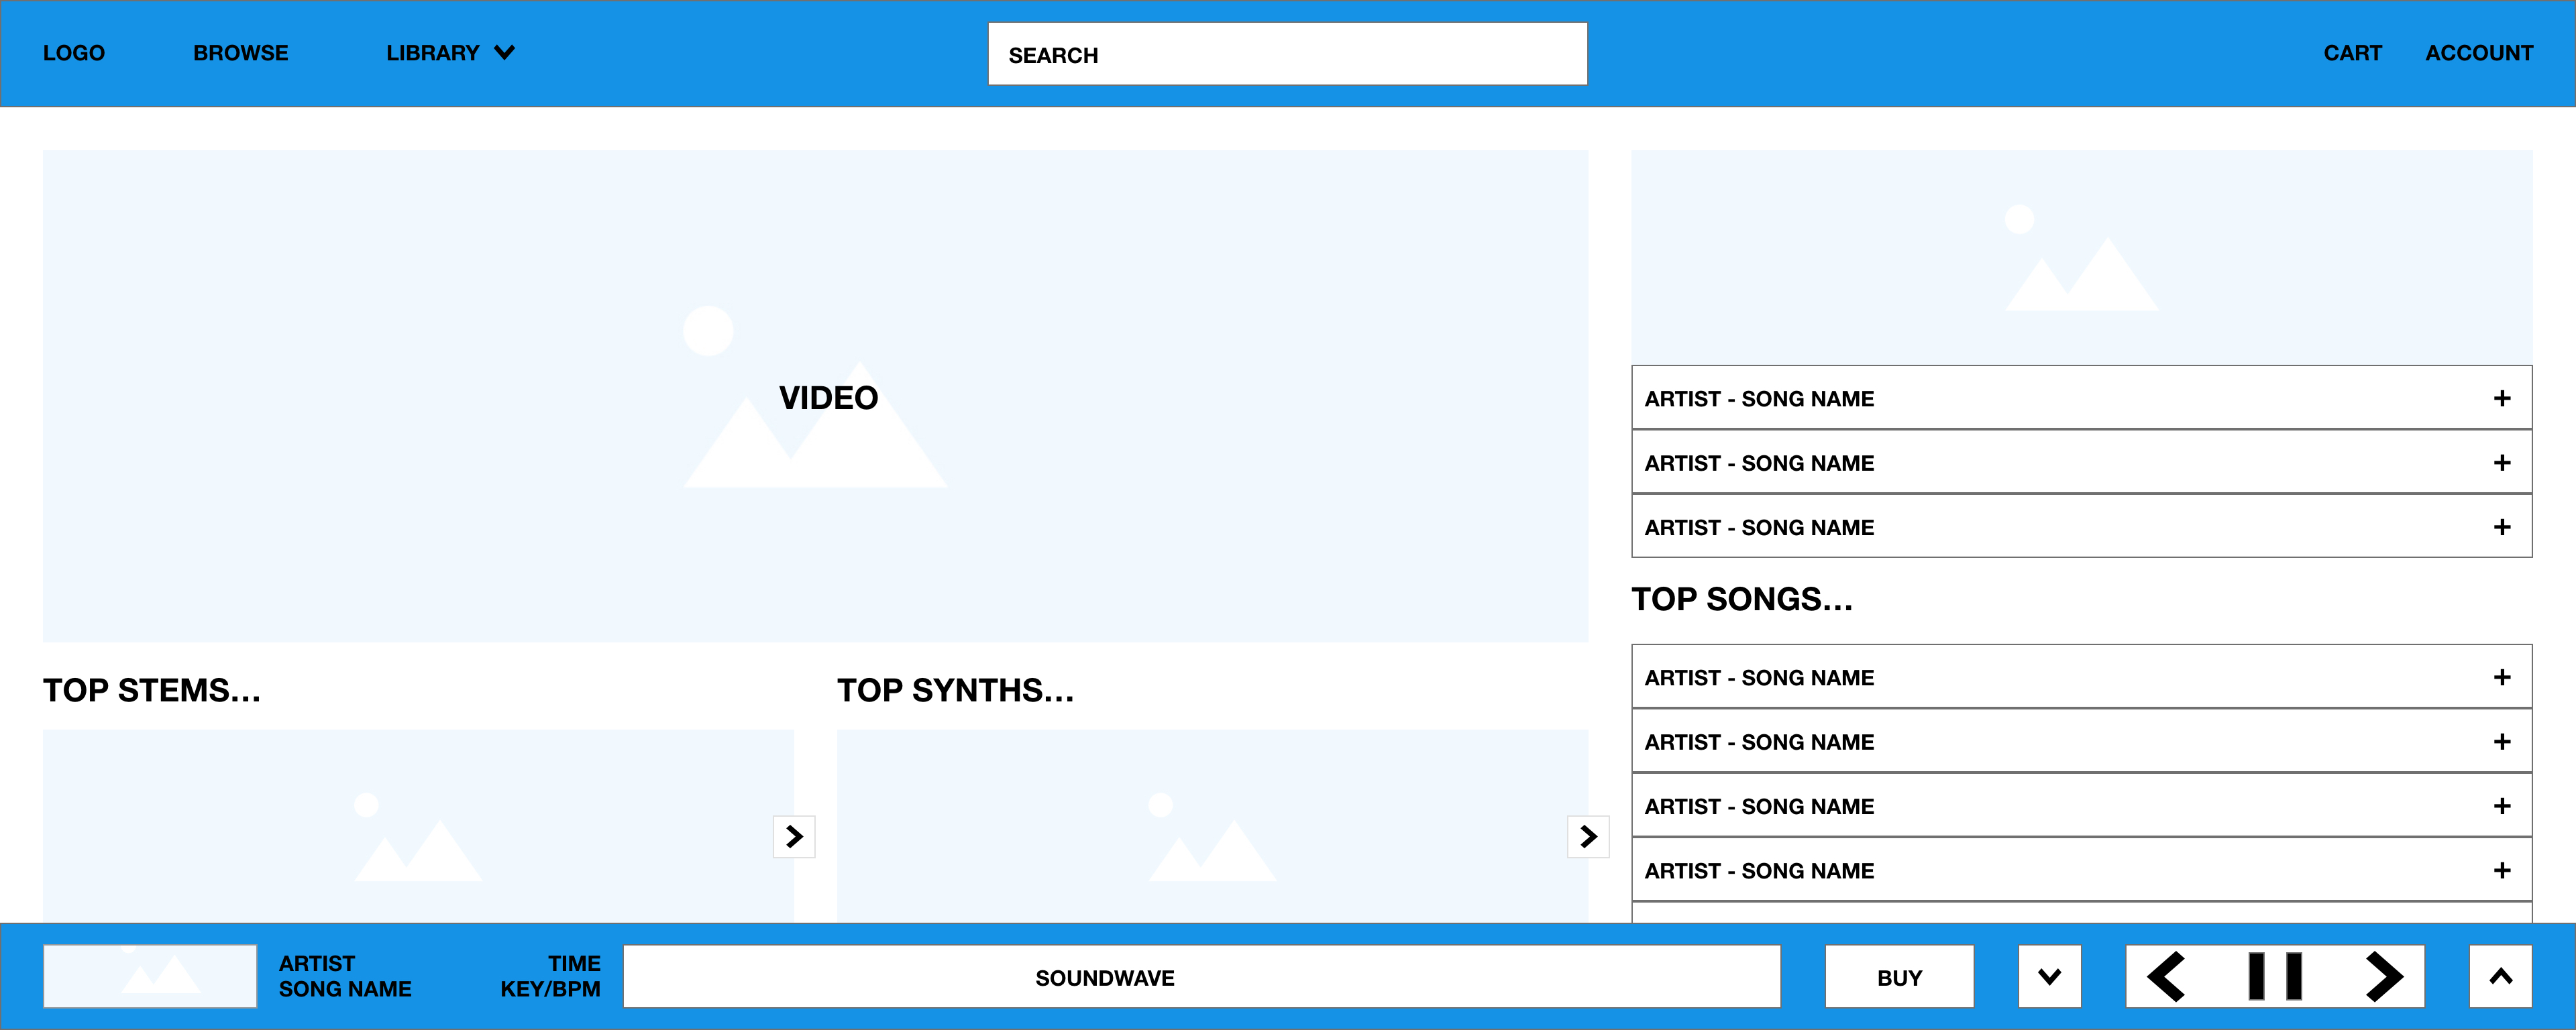 LOGO
BROWSE
LIBRARY
SEARCH
CART
ACCOUNT
VIDEO
ARTIST - SONG NAME +
ARTIST - SONG NAME +
ARTIST - SONG NAME +
TOP SONGS...
ARTIST - SONG NAME +
ARTIST - SONG NAME +
ARTIST - SONG NAME +
ARTIST - SONG NAME +
TOP STEMS...
TOP SYNTHS...
ARTIST
SONG NAME
TIME
KEY/BPM
SOUNDWAVE
BUY